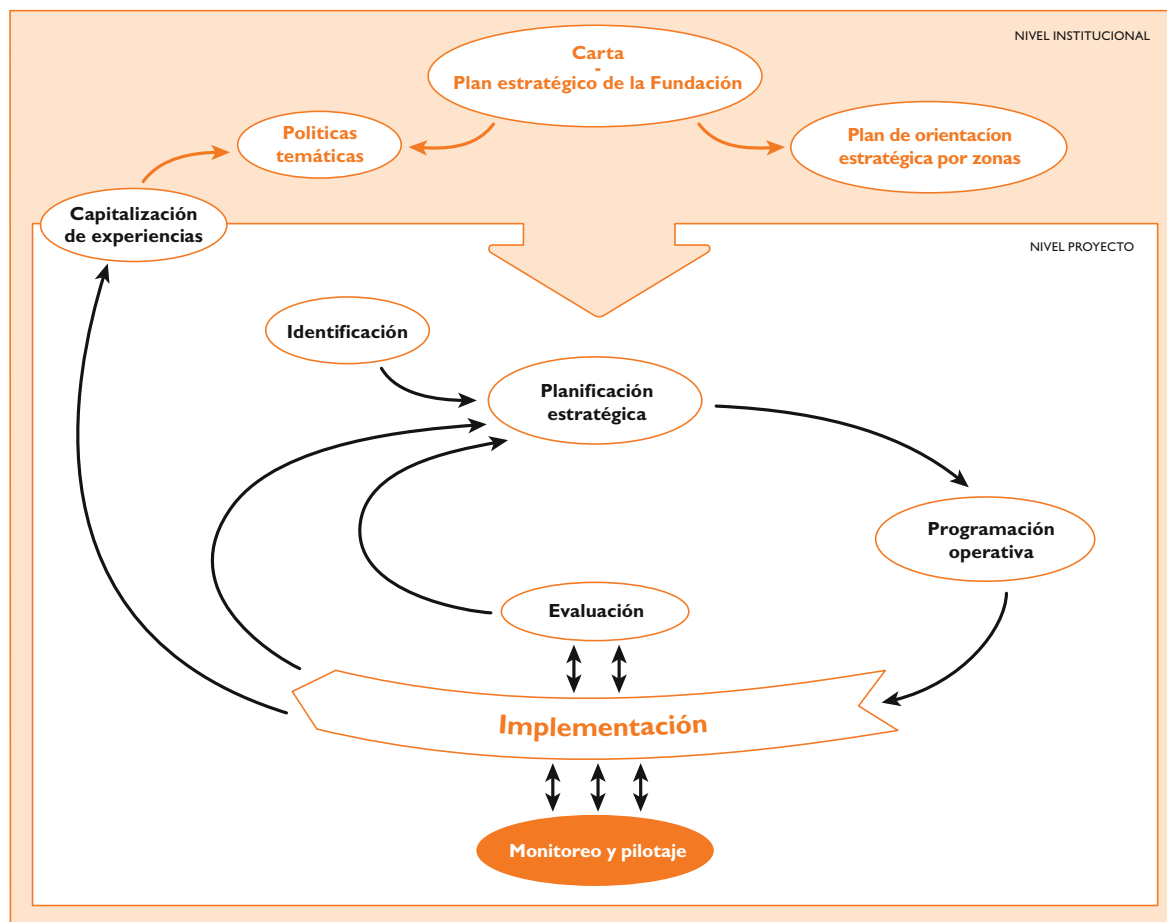 NIVEL INSTITUCIONAL
Carta
-
Plan estratégico de la Fundación
Politicas
temáticas
Plan de orientacíon
estratégica por zonas
Capitalización
de experiencias
NIVEL PROYECTO
Identificación
Planificación
estratégica
Programación
operativa
Evaluación
Implementación
Monitoreo y pilotaje